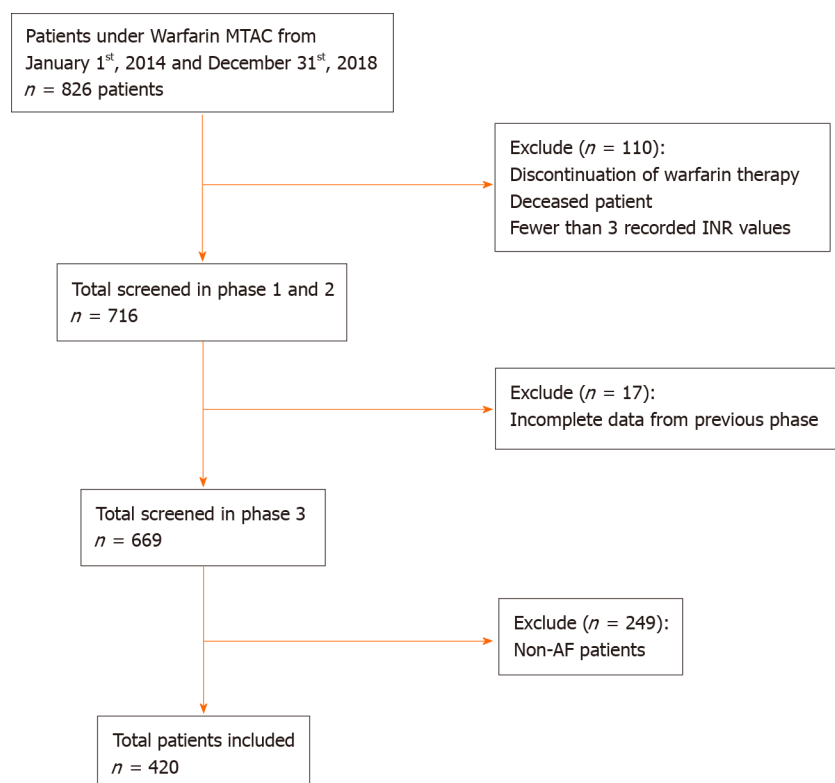 Patients under Warfarin MTAC from
January 1st, 2014 and December 31st, 2018
n = 826 patients
Exclude (n = 110):
Discontinuation of warfarin therapy
Deceased patient
Fewer than 3 recorded INR values
Total screened in phase 1 and 2
n = 716
Exclude (n = 17):
Incomplete data from previous phase
Total screened in phase 3
n = 669
Exclude (n = 249):
Non-AF patients
Total patients included
n = 420